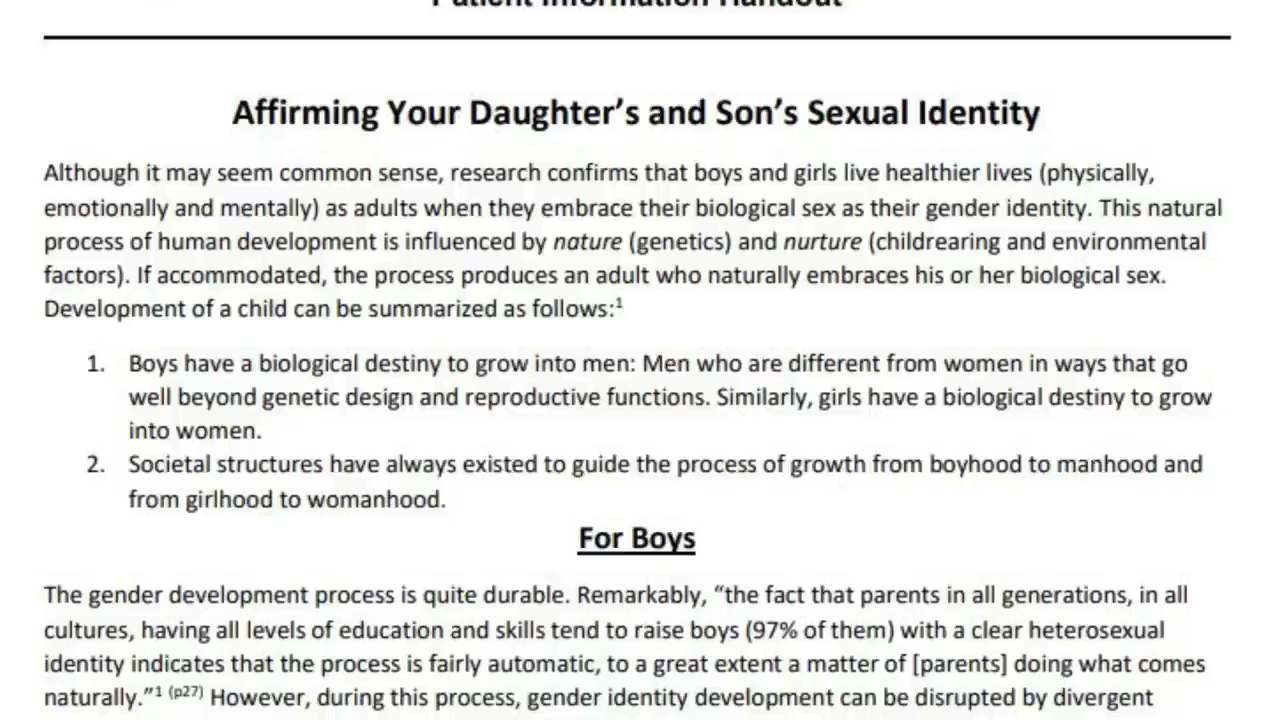 Patient Information Handout
Affirming Your Daughter’s and Son’s Sexual Identity
Although it may seem common sense, research confirms that boys and girls live healthier lives (physically,
emotionally and mentally) as adults when they embrace their biological sex as their gender identity. This natural
process of human development is influenced by nature (genetics) and nurture (childrearing and environmental
factors). If accommodated, the process produces an adult who naturally embraces his or her biological sex.
Development of a child can be summarized as follows:¹
1. Boys have a biological destiny to grow into men: Men who are different from women in ways that go
well beyond genetic design and reproductive functions. Similarly, girls have a biological destiny to grow
into women.
2. Societal structures have always existed to guide the process of growth from boyhood to manhood and
from girlhood to womanhood.
For Boys
The gender development process is quite durable. Remarkably, “the fact that parents in all generations, in all
cultures, having all levels of education and skills tend to raise boys (97% of them) with a clear heterosexual
identity indicates that the process is fairly automatic, to a great extent a matter of [parents] doing what comes
naturally.”¹ (p27) However, during this process, gender identity development can be disrupted by divergent